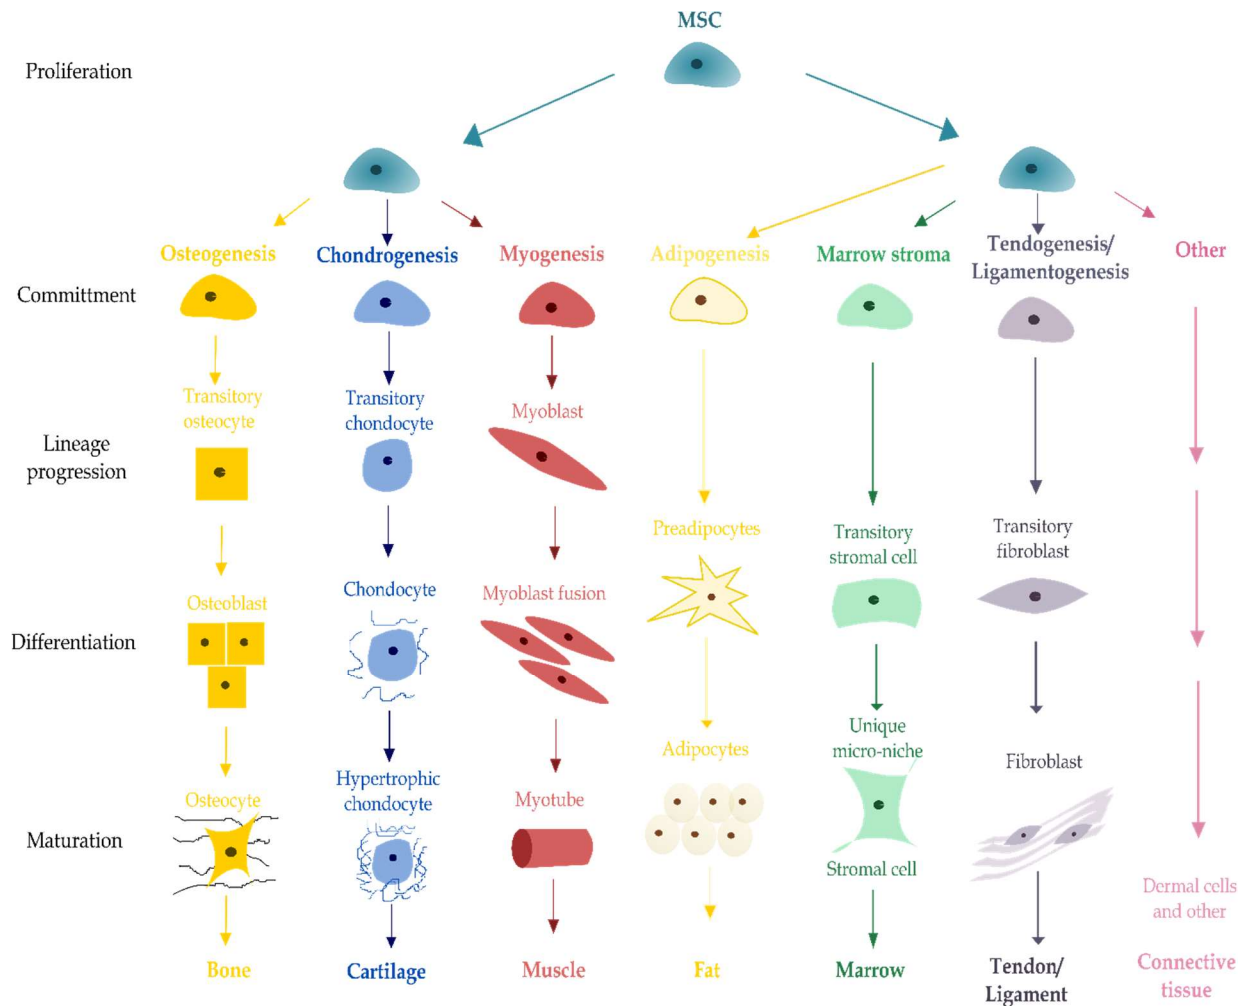 MSC
Proliferation
Osteogenesis
Chondrogenesis
Myogenesis
Adipogenesis
Marrow stroma
Tendogenesis/
Ligamentogenesis
Other
Committment
Transitory
osteocyte
Transitory
chondocyte
Myoblast
Lineage
progression
Preadipocytes
Transitory
stromal cell
Transitory
fibroblast
Osteoblast
Chondocyte
Myoblast fusion
Differentiation
Adipocytes
Unique
micro-niche
Fibroblast
Osteocyte
Hypertrophic
chondocyte
Myotube
Maturation
Stromal cell
Dermal cells
and other
Bone
Cartilage
Muscle
Fat
Marrow
Tendon/
Ligament
Connective
tissue